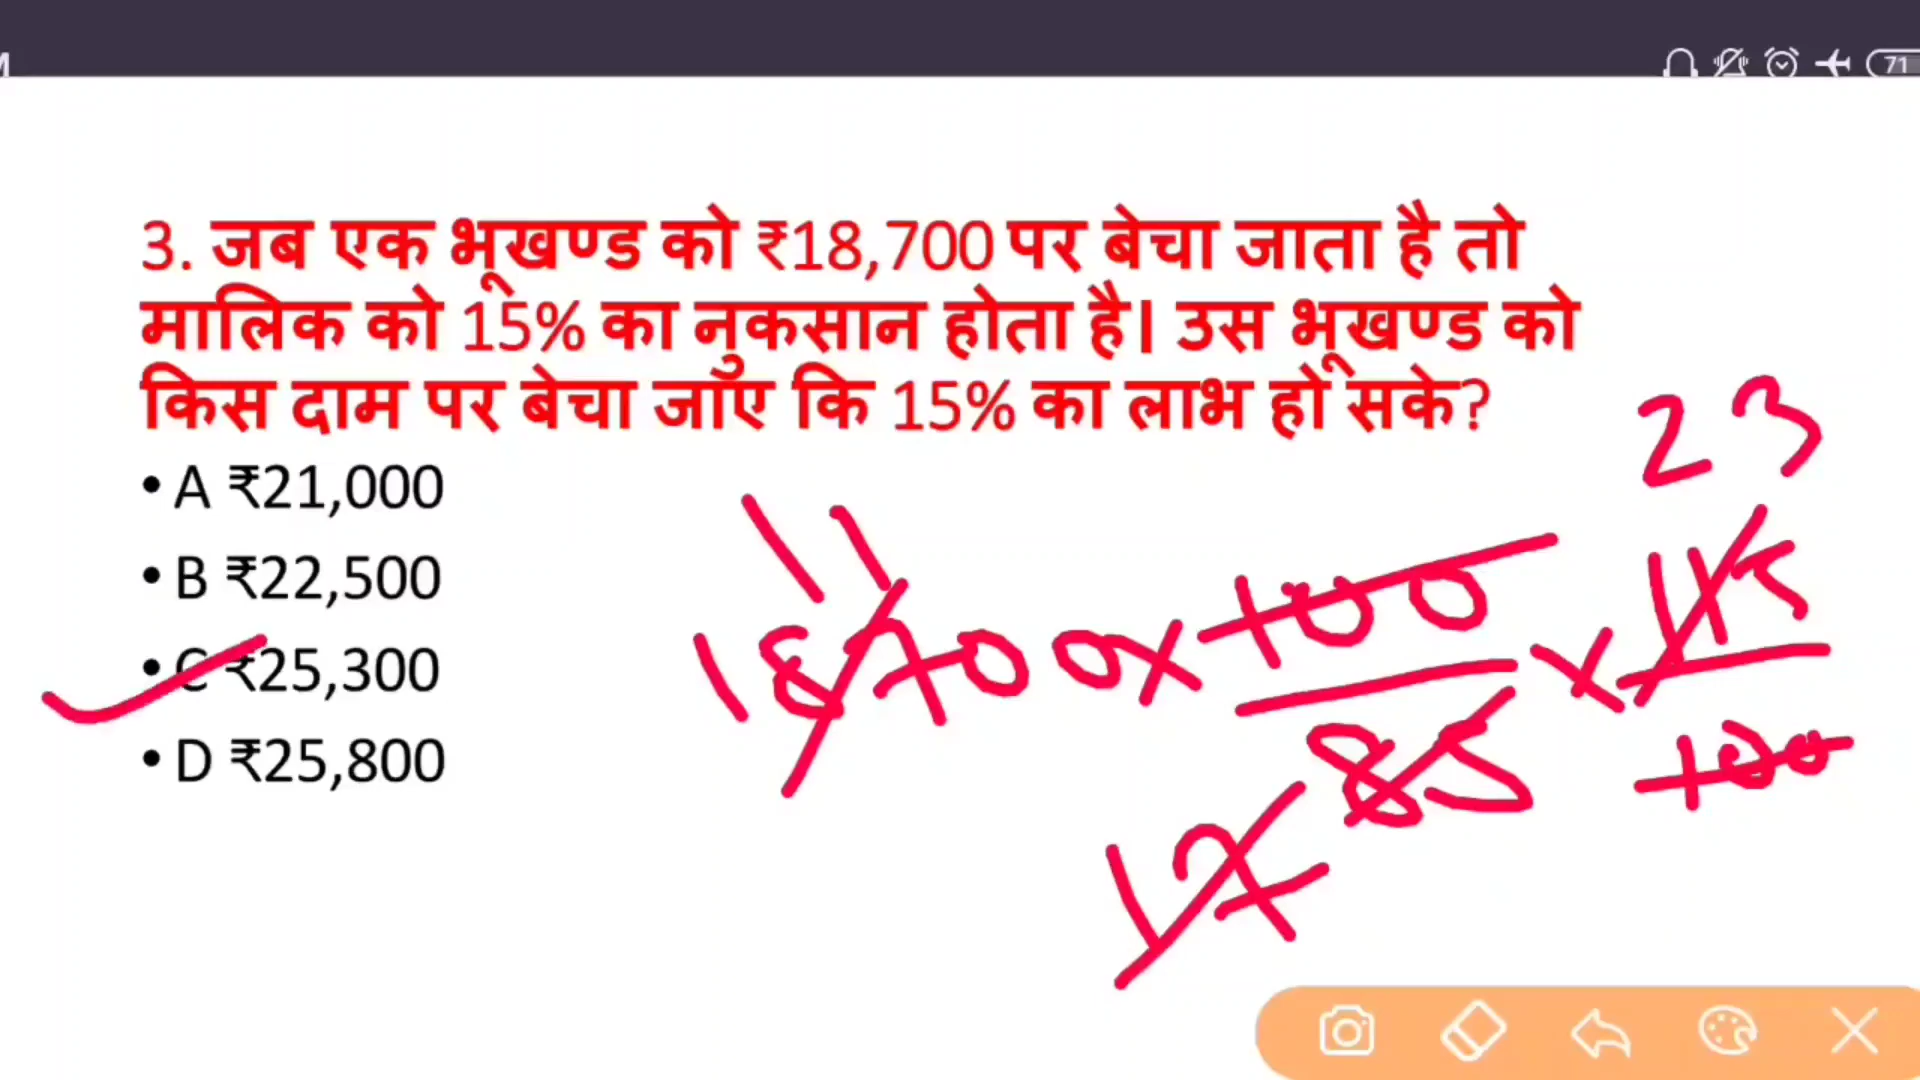 71
3. जब एक भूखण्ड को ₹18,700 पर बेचा जाता है तो
मालिक को 15% का नुकसान होता है। उस भूखण्ड को
किस दाम पर बेचा जाए कि 15% का लाभ हो सके?
• A ₹21,000
• B ₹22,500
• C ₹25,300
• D ₹25,800
23
11
18700 x 100 x 115
85 100
17